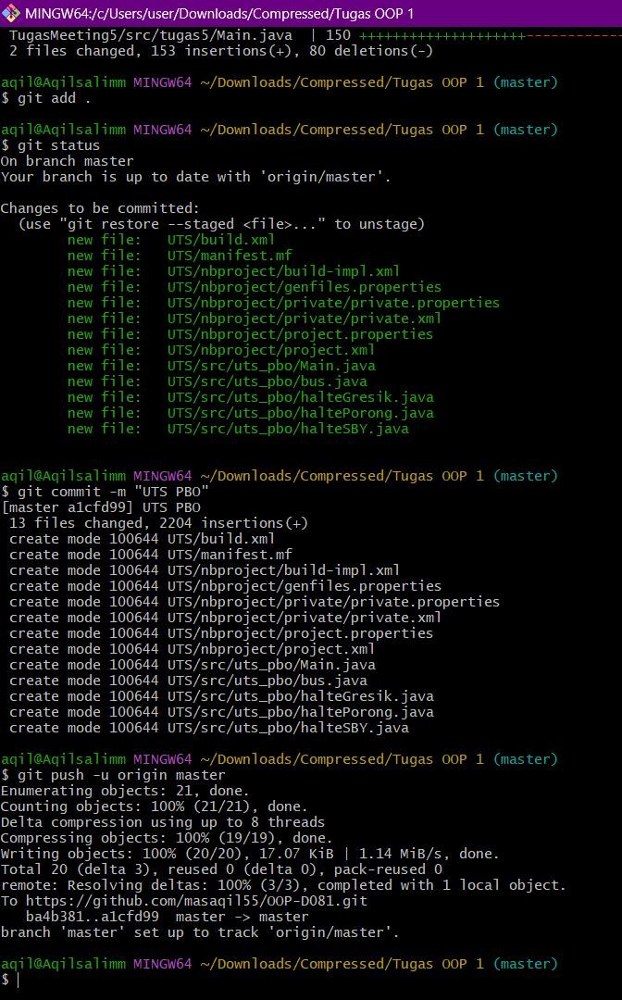 MINGW64:/c/Users/user/Downloads/Compressed/Tugas OOP 1
TugasMeeting5/src/tugas5/Main.java | 150 ++++++++++++++++++++------------
2 files changed, 153 insertions(+), 80 deletions(-)
aqil@Aqilsalimm MINGW64 ~/Downloads/Compressed/Tugas OOP 1 (master)
$ git add .
aqil@Aqilsalimm MINGW64 ~/Downloads/Compressed/Tugas OOP 1 (master)
$ git status
On branch master
Your branch is up to date with 'origin/master'.
Changes to be committed:
(use "git restore --staged <file>..." to unstage)
new file: UTS/build.xml
new file: UTS/manifest.mf
new file: UTS/nbproject/build-impl.xml
new file: UTS/nbproject/genfiles.properties
new file: UTS/nbproject/private/private.properties
new file: UTS/nbproject/private/private.xml
new file: UTS/nbproject/project.properties
new file: UTS/nbproject/project.xml
new file: UTS/src/uts_pbo/Main.java
new file: UTS/src/uts_pbo/bus.java
new file: UTS/src/uts_pbo/halteGresik.java
new file: UTS/src/uts_pbo/haltePorong.java
new file: UTS/src/uts_pbo/halteSBY.java
aqil@Aqilsalimm MINGW64 ~/Downloads/Compressed/Tugas OOP 1 (master)
$ git commit -m "UTS PBO"
[master a1cfd99] UTS PBO
13 files changed, 2204 insertions(+)
create mode 100644 UTS/build.xml
create mode 100644 UTS/manifest.mf
create mode 100644 UTS/nbproject/build-impl.xml
create mode 100644 UTS/nbproject/genfiles.properties
create mode 100644 UTS/nbproject/private/private.properties
create mode 100644 UTS/nbproject/private/private.xml
create mode 100644 UTS/nbproject/project.properties
create mode 100644 UTS/nbproject/project.xml
create mode 100644 UTS/src/uts_pbo/Main.java
create mode 100644 UTS/src/uts_pbo/bus.java
create mode 100644 UTS/src/uts_pbo/halteGresik.java
create mode 100644 UTS/src/uts_pbo/haltePorong.java
create mode 100644 UTS/src/uts_pbo/halteSBY.java
aqil@Aqilsalimm MINGW64 ~/Downloads/Compressed/Tugas OOP 1 (master)
$ git push -u origin master
Enumerating objects: 21, done.
Counting objects: 100% (21/21), done.
Delta compression using up to 8 threads
Compressing objects: 100% (19/19), done.
Writing objects: 100% (20/20), 17.07 KiB | 1.14 MiB/s, done.
Total 20 (delta 3), reused 0 (delta 0), pack-reused 0
remote: Resolving deltas: 100% (3/3), completed with 1 local object.
To https://github.com/masaqil55/OOP-D081.git
ba4b381..a1cfd99 master -> master
branch 'master' set up to track 'origin/master'.
aqil@Aqilsalimm MINGW64 ~/Downloads/Compressed/Tugas OOP 1 (master)
$